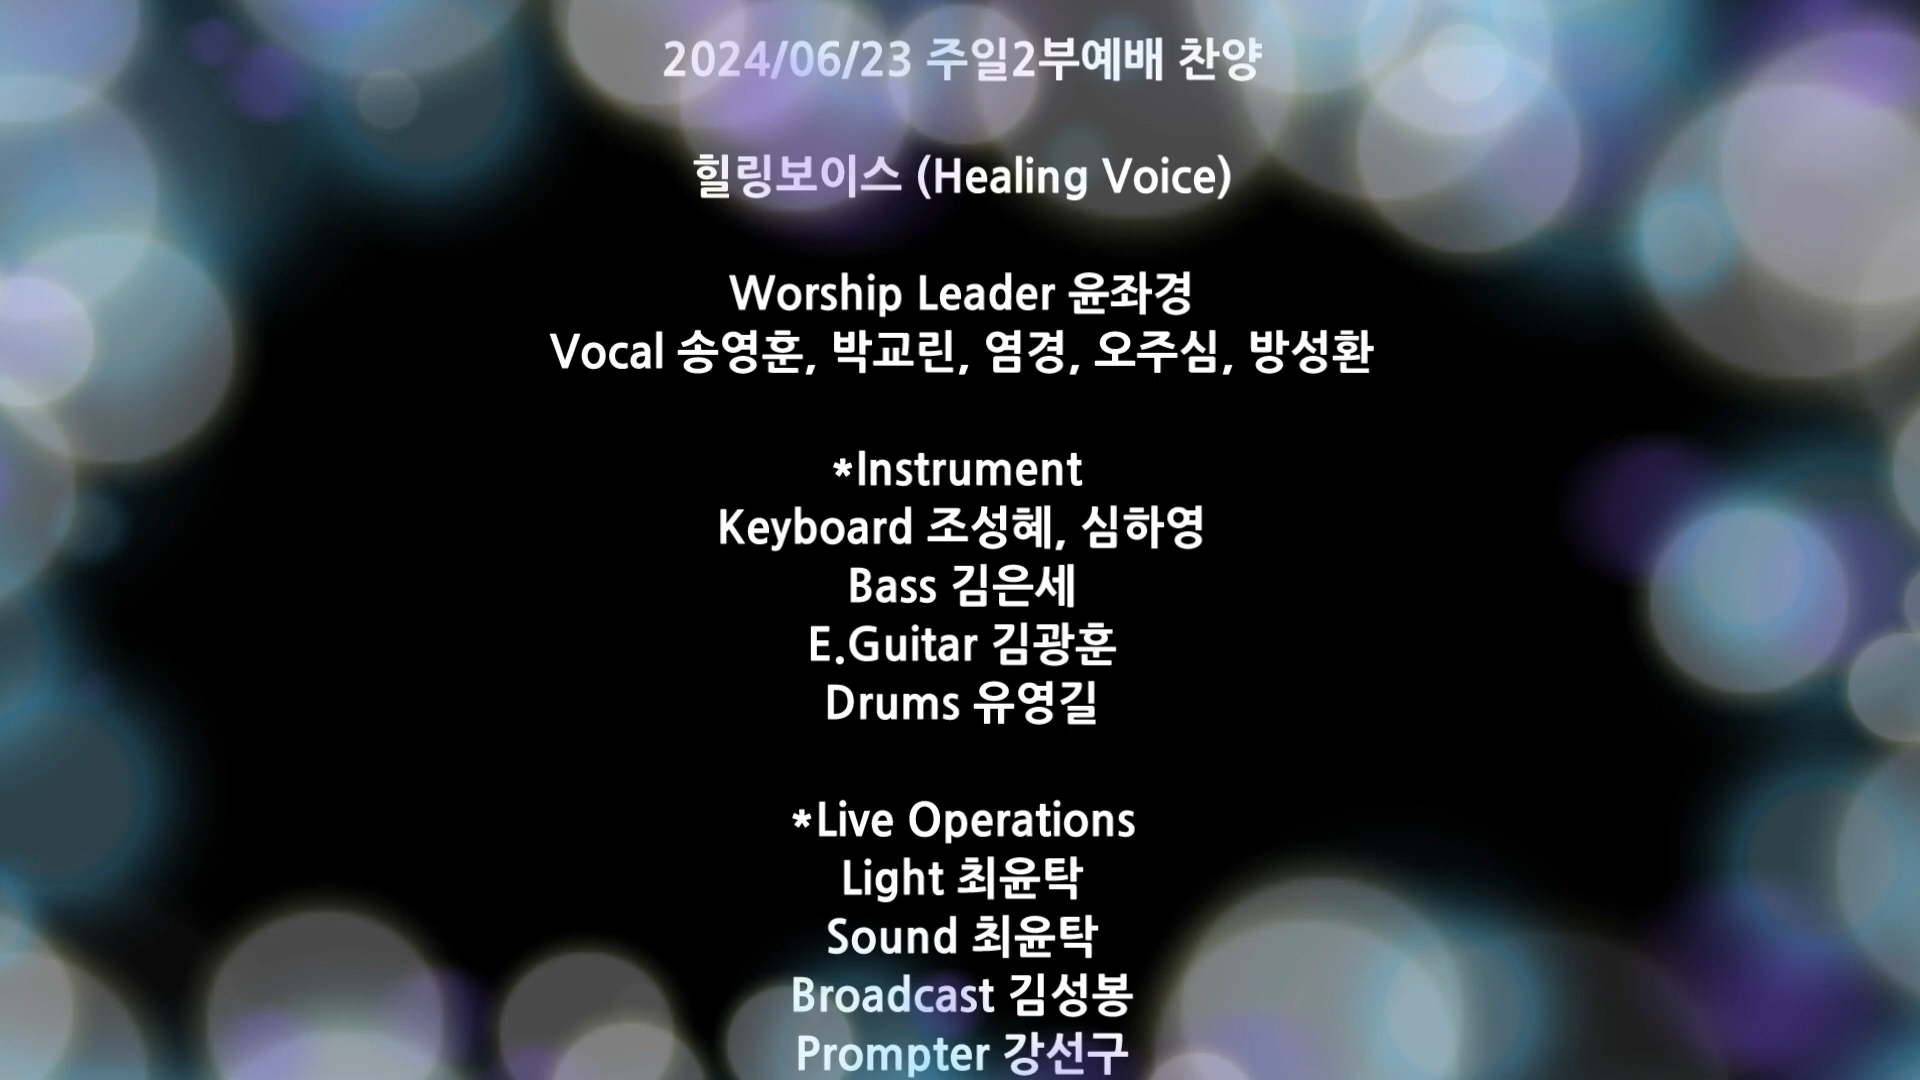 2024/06/23 주일2부예배 찬양
힐링보이스 (Healing Voice)
Worship Leader 윤좌경
Vocal 송영훈, 박교린, 염경, 오주심, 방성환
*Instrument
Keyboard 조성혜, 심하영
Bass 김은세
E.Guitar 김광훈
Drums 유영길
*Live Operations
Light 최윤탁
Sound 최윤탁
Broadcast 김성봉
Prompter 강선구